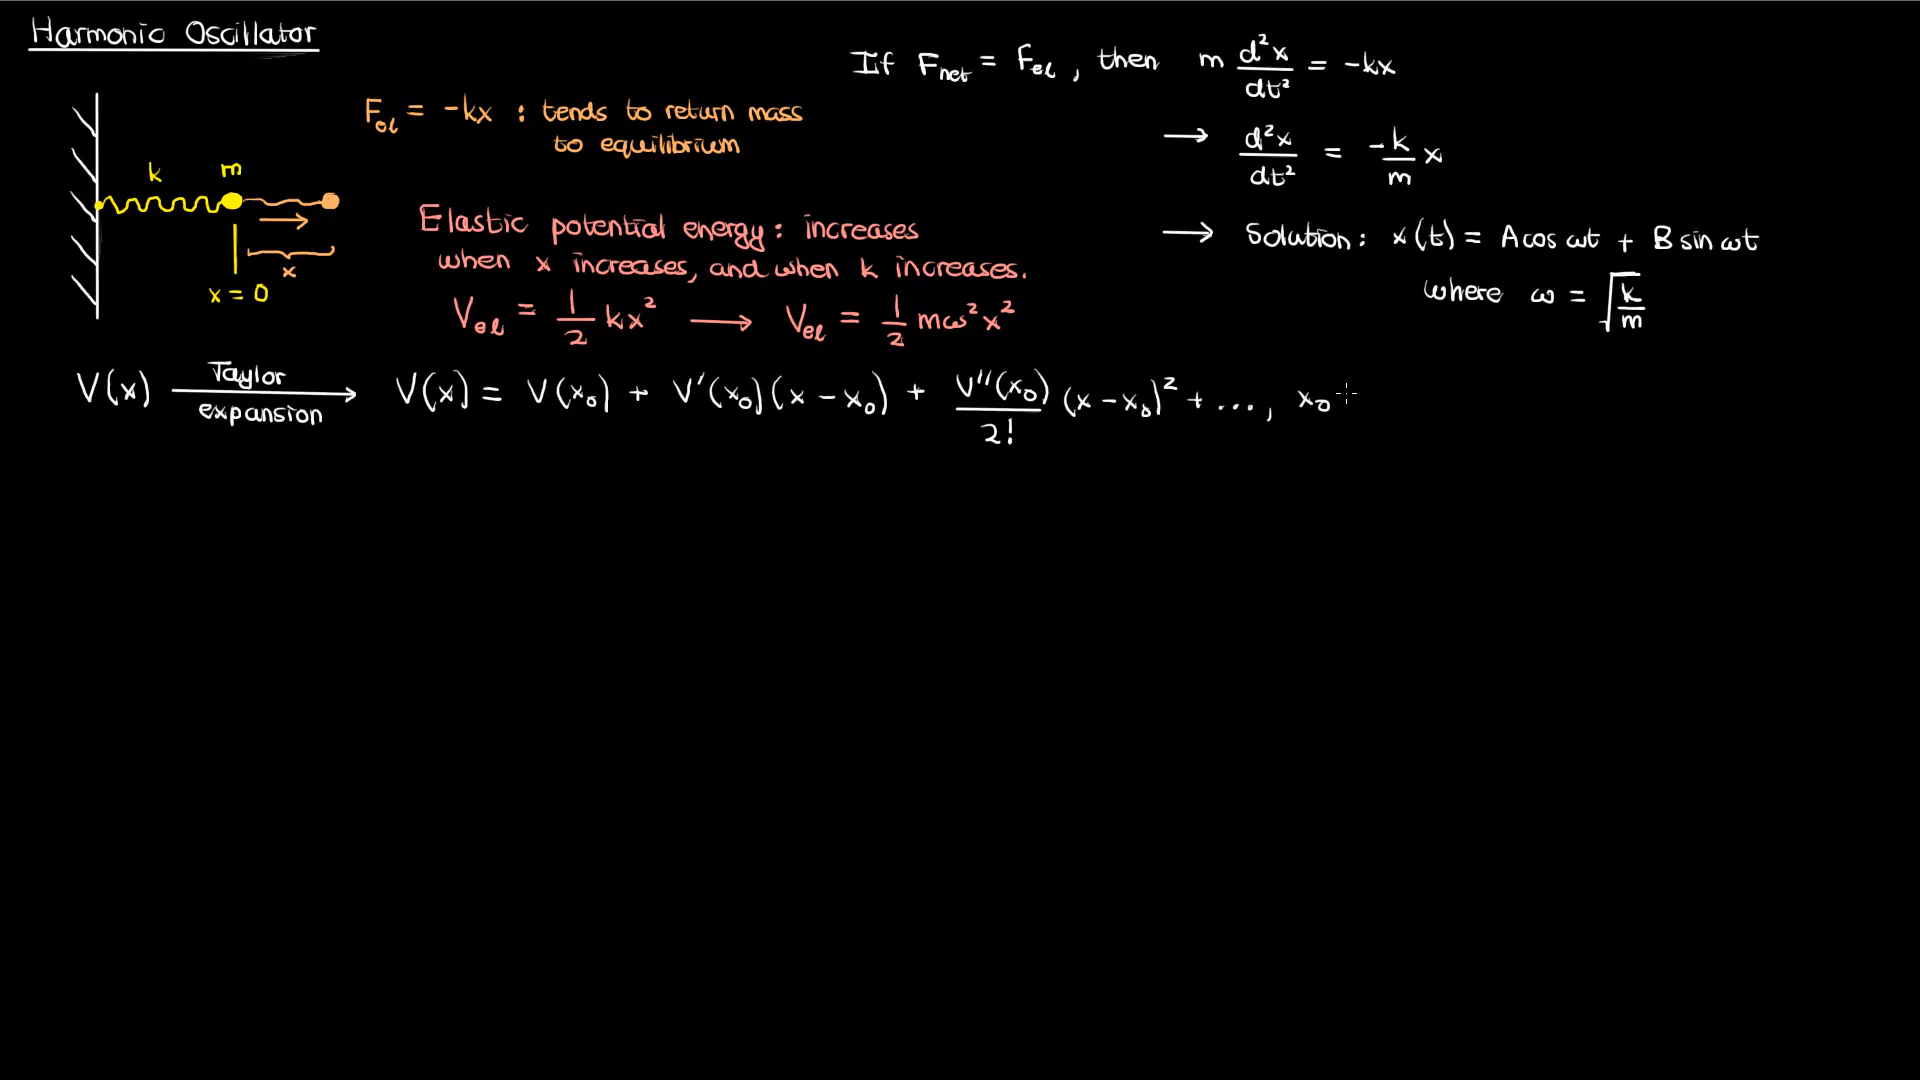 Harmonic Oscillator
k m
x
x = 0
F_el = -kx : tends to return mass
to equilibrium
Elastic potential energy: increases
when x increases, and when k increases.
V_el = 1/2 kx² ⟶ V_el = 1/2 mω²x²
If F_net = F_el , then m d²x/dt² = -kx
⟶ d²x/dt² = -k/m x
⟶ Solution: x(t) = A cos ωt + B sin ωt
where ω = √(k/m)
V(x) Taylor expansion ⟶ V(x) = V(x₀) + V'(x₀)(x - x₀) + V''(x₀)/2! (x - x₀)² + ..., x₀